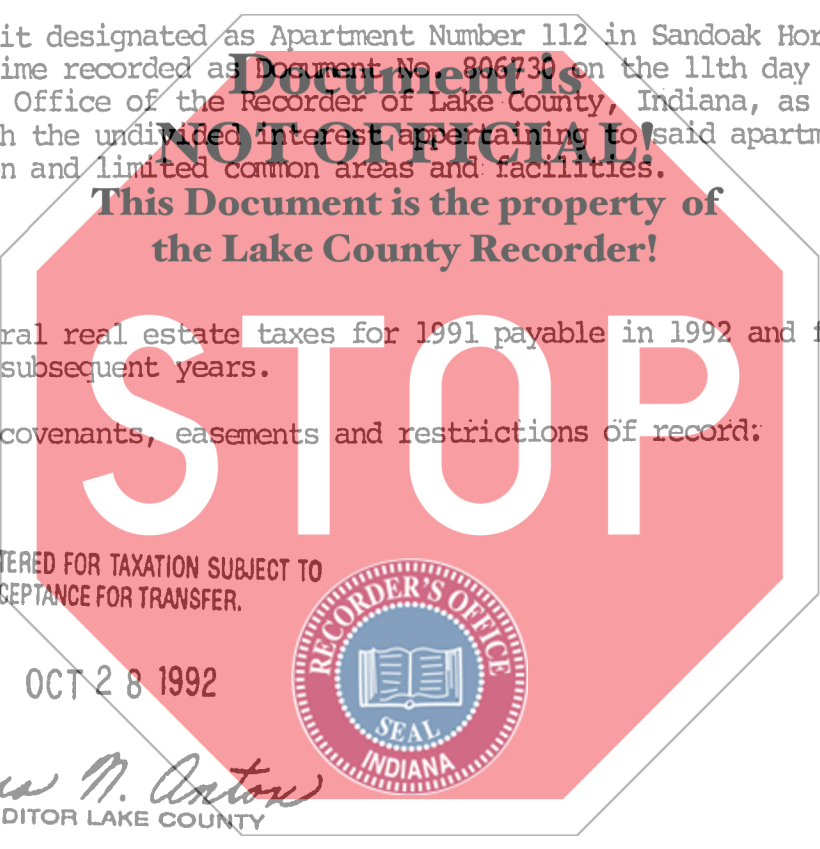 it designated as Apartment Number 112 in Sandoak Hor
ime recorded as Document No. 806730 on the 11th day
Document is
Office of the Recorder of Lake County, Indiana, as
h the undivided interest appertaining to said apartm
NOT OFFICIAL!
n and limited common areas and facilities.
This Document is the property of
the Lake County Recorder!
ral real estate taxes for 1991 payable in 1992 and f
subsequent years.
STOP
covenants, easements and restrictions of record:
TERED FOR TAXATION SUBJECT TO
CEPTANCE FOR TRANSFER.
RECORDER'S OFFICE
OCT 28 1992
SEAL
INDIANA
N. Anton
DITOR LAKE COUNTY